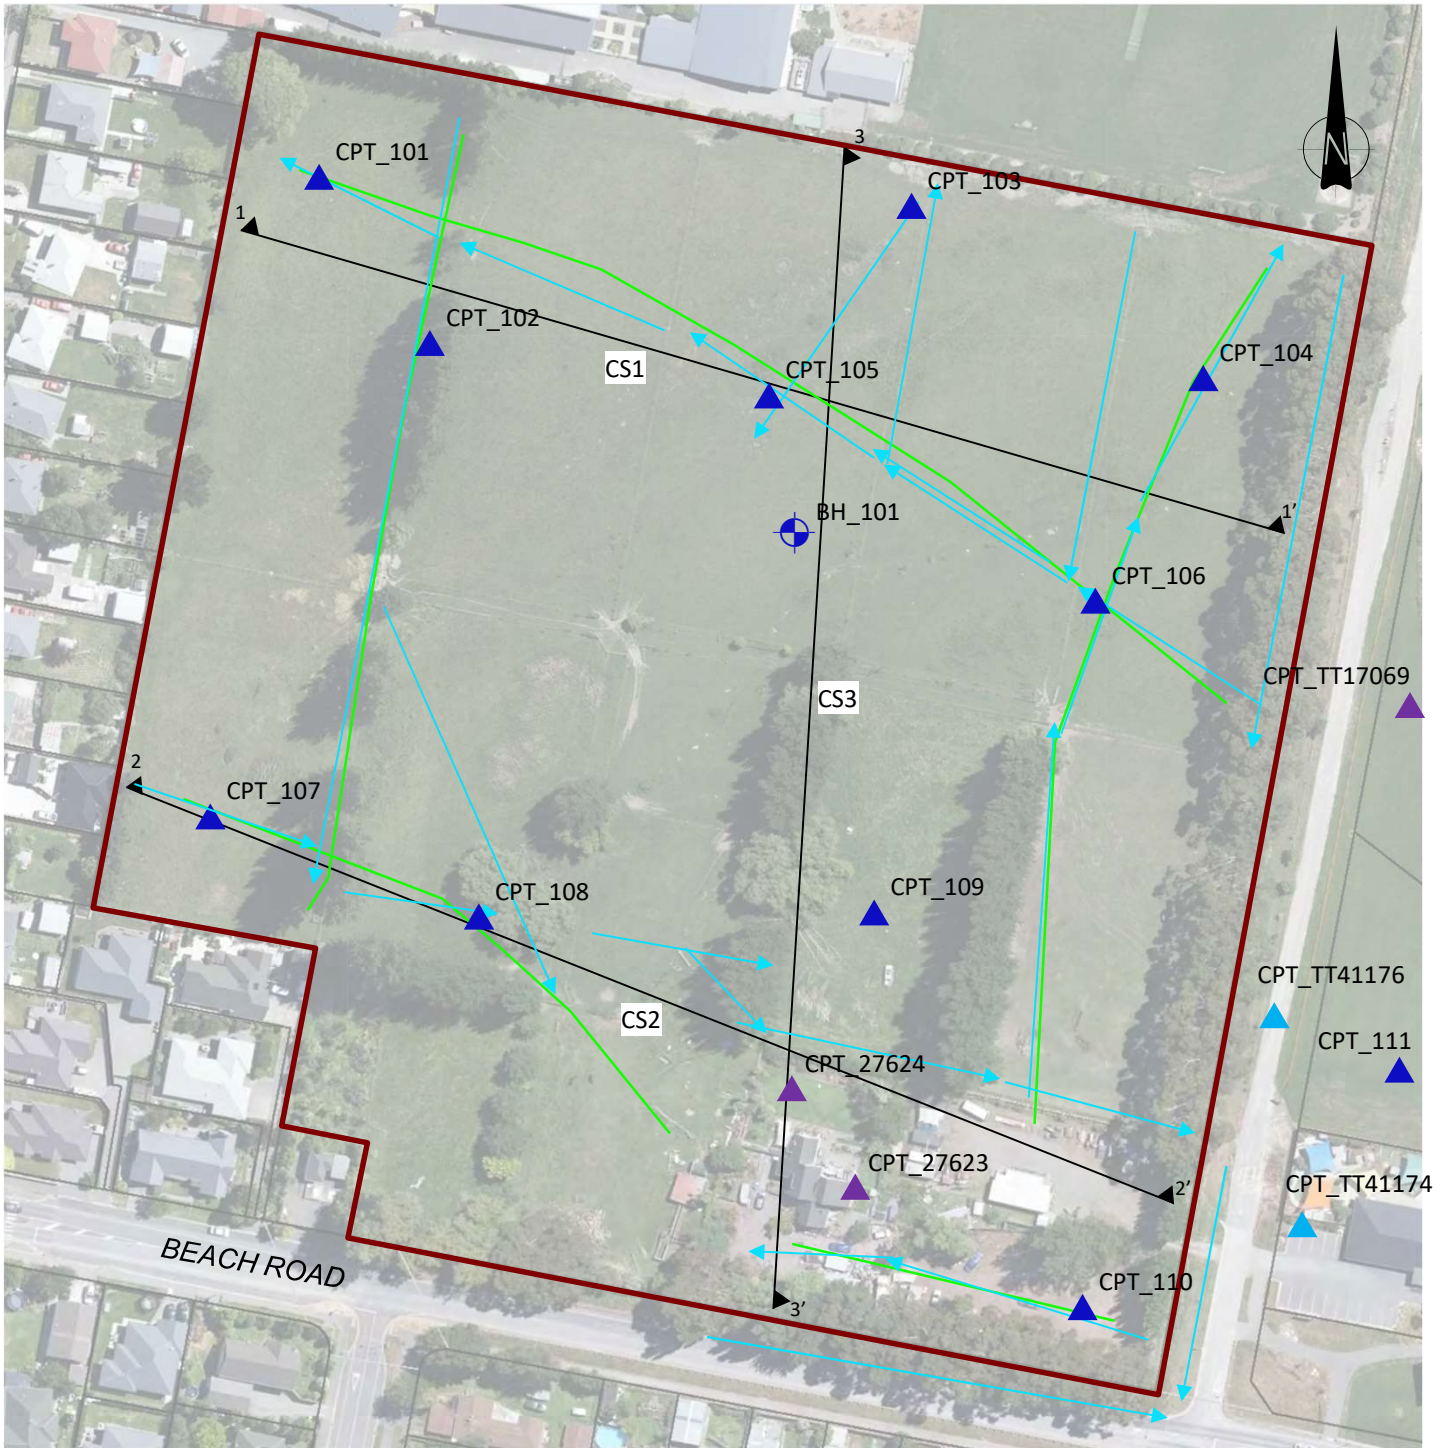 3
CPT_101
N
CPT_103
1
CPT_102
CPT_104
CS1
CPT_105
BH_101
1'
CPT_106
CPT_TT17069
CS3
2
CPT_107
CPT_108
CPT_109
CPT_TT41176
CS2
CPT_111
CPT_27624
CPT_27623
2'
CPT_TT41174
BEACH ROAD
CPT_110
3'